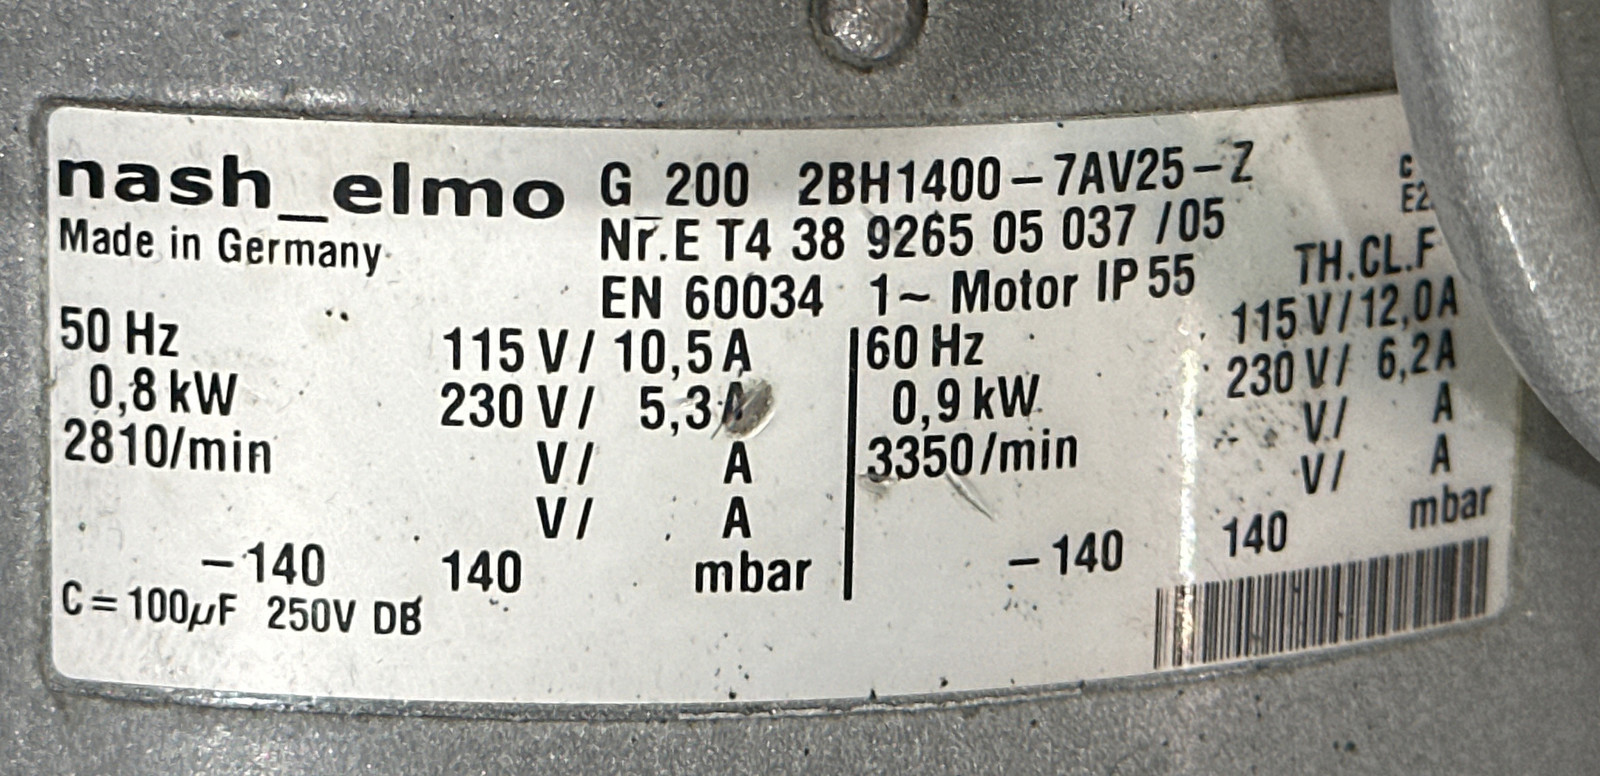 nash_elmo G 200 2BH1400-7AV25-Z
Made in Germany
Nr.E T4 38 9265 05 037 /05
EN 60034 1~ Motor IP 55 TH.CL.F
50 Hz 115 V/ 10,5 A
0,8 kW 230 V/ 5,3 A
2810/min V/ A
V/ A
-140 140 mbar
C = 100µF 250V DB
60 Hz 115 V/ 12,0 A
0,9 kW 230 V/ 6,2 A
3350/min V/ A
V/ A
-140 140 mbar